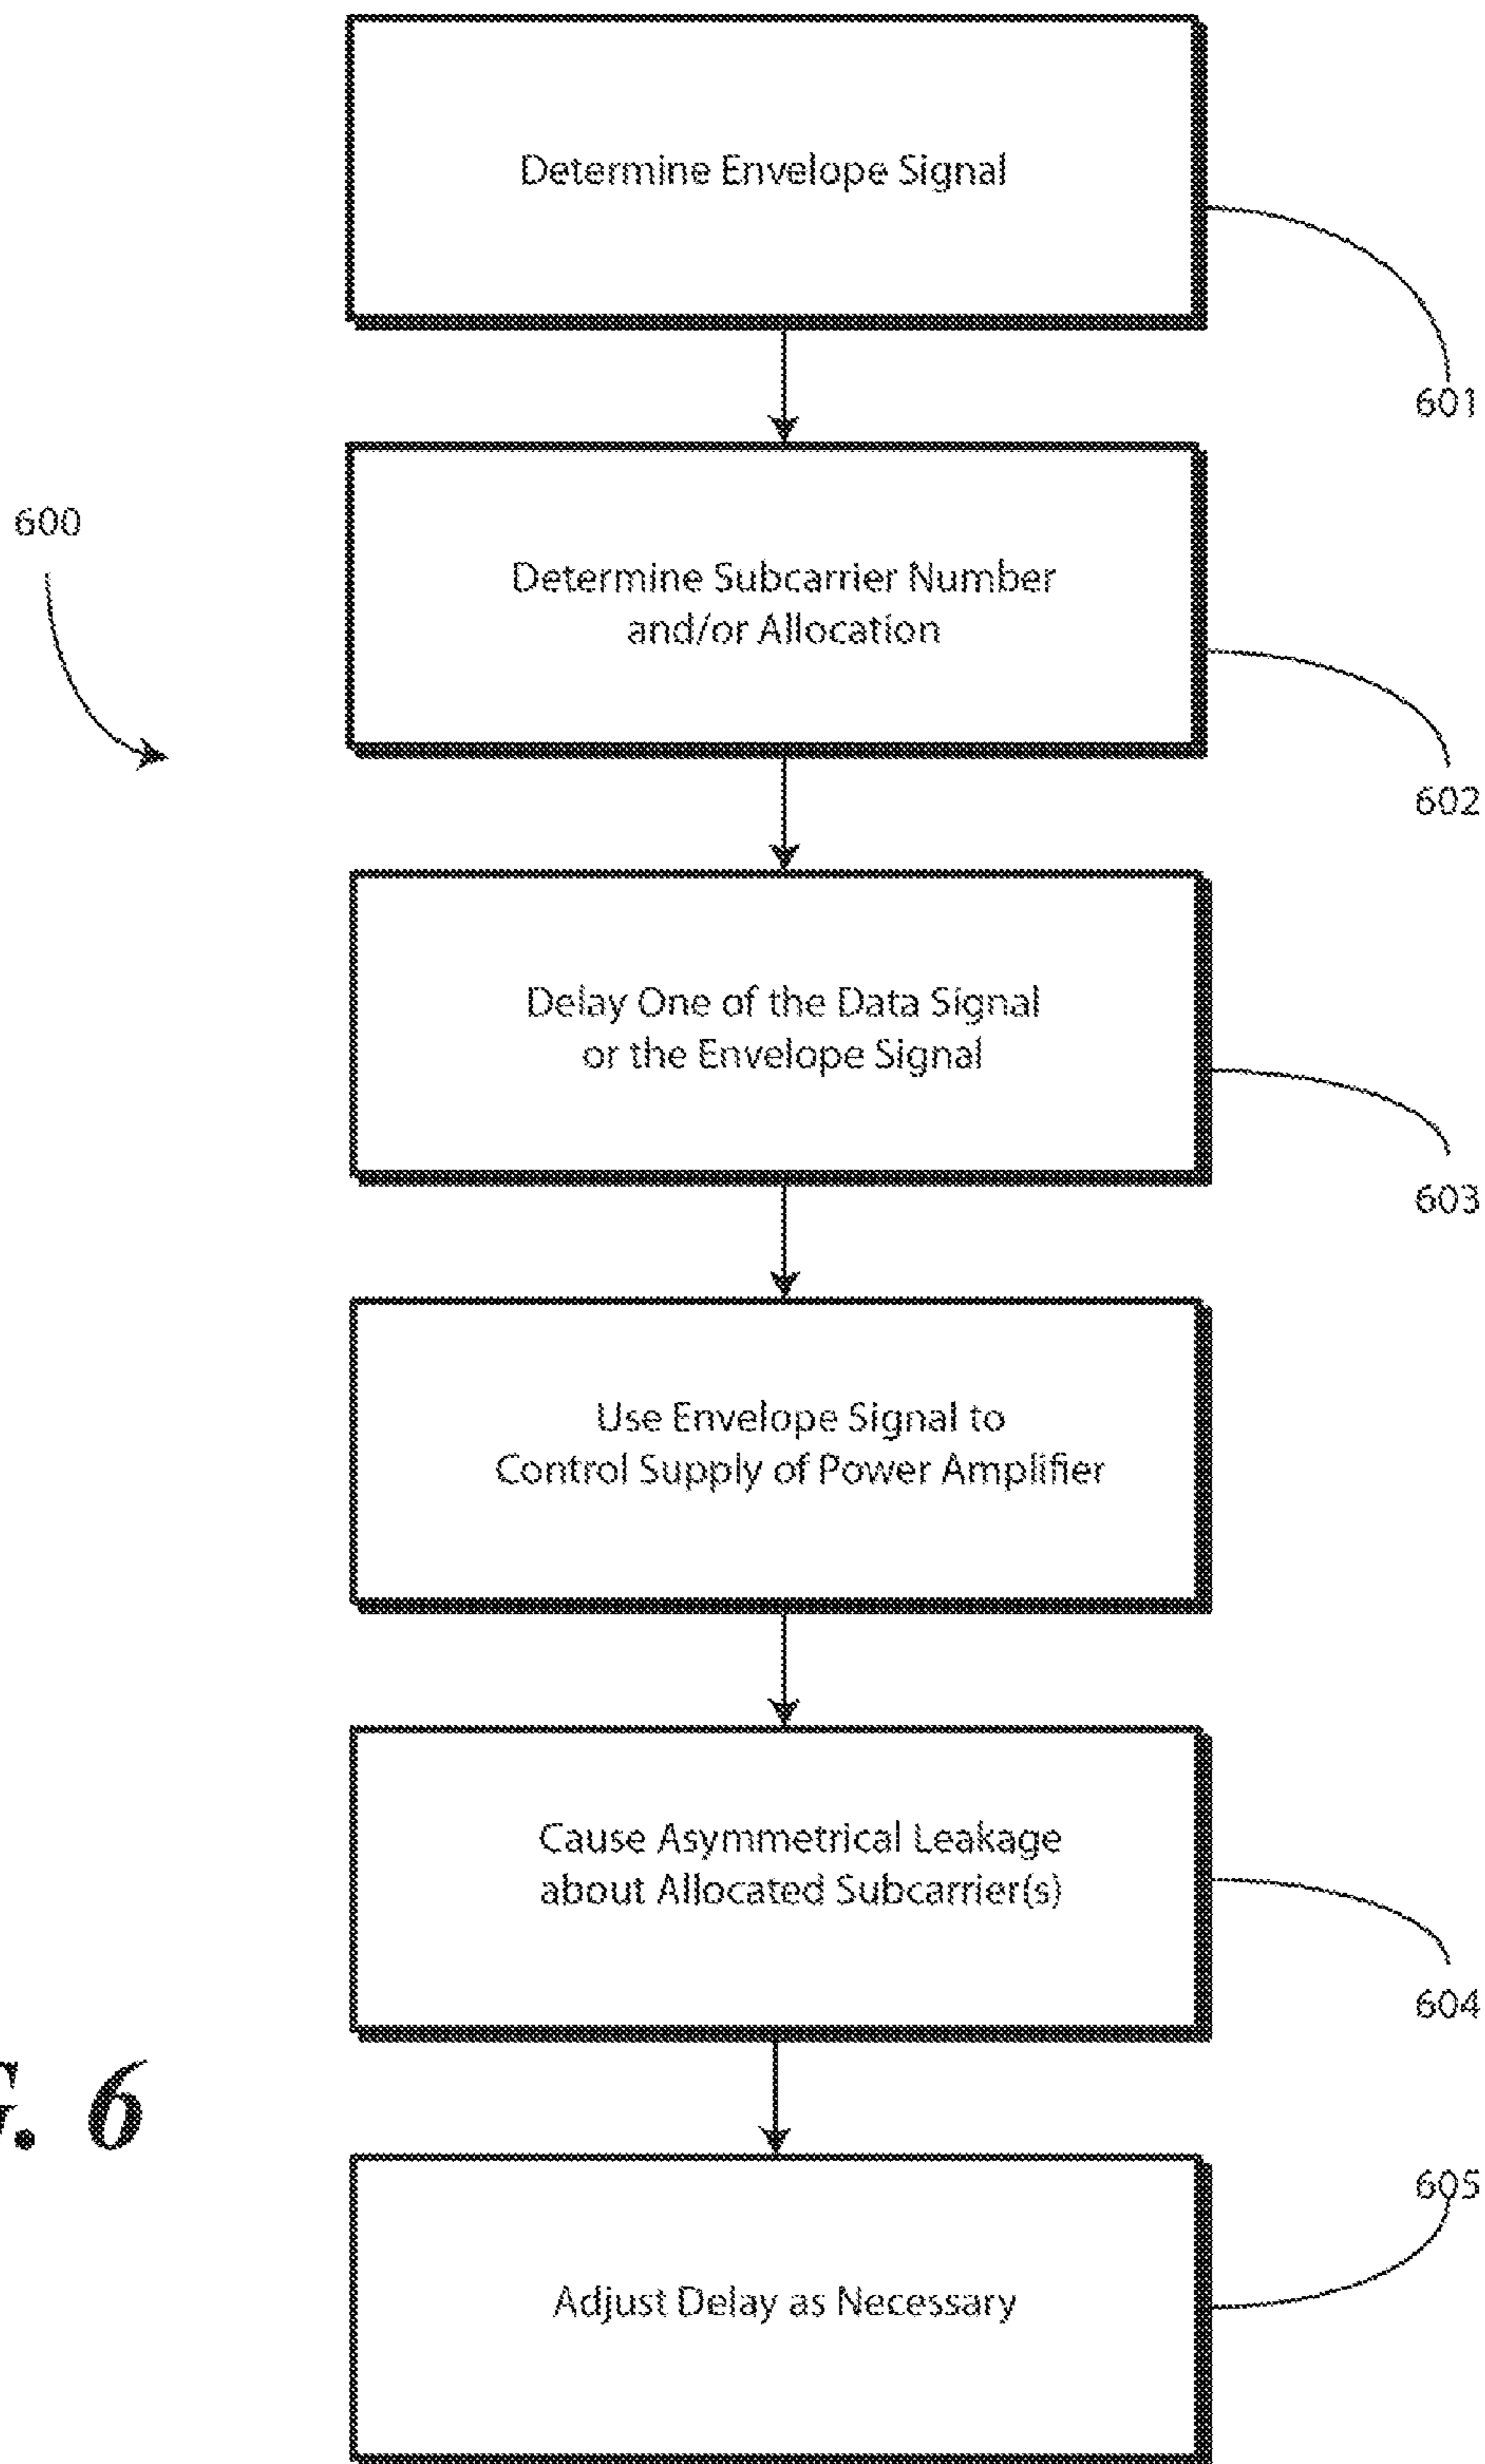 Determine Envelope Signal
601
600
Determine Subcarrier Number
and/or Allocation
602
Delay One of the Data Signal
or the Envelope Signal
603
Use Envelope Signal to
Control Supply of Power Amplifier
Cause Asymmetrical Leakage
about Allocated Subcarrier(s)
604
G. 6
605
Adjust Delay as Necessary